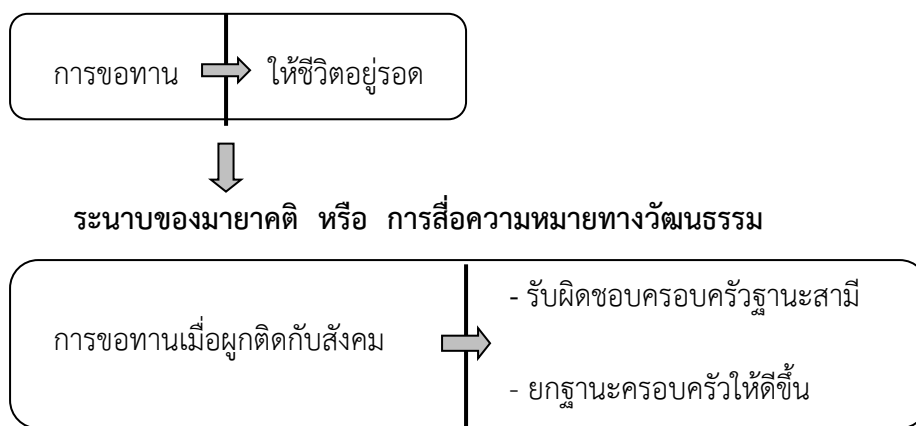 การขอทาน ให้ชีวิตอยู่รอด
ระนาบของมายาคติ หรือ การสื่อความหมายทางวัฒนธรรม
- รับผิดชอบครอบครัวฐานะสามี
การขอทานเมื่อผูกติดกับสังคม
- ยกฐานะครอบครัวให้ดีขึ้น